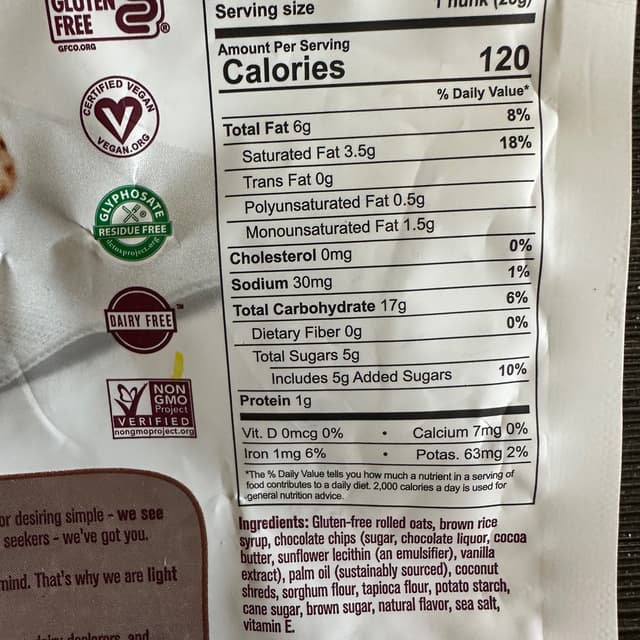 GLUTEN
FREE
®
GFCO.ORG
CERTIFIED VEGAN
VEGAN.ORG
GLYPHOSATE
RESIDUE FREE
detoxproject.org
DAIRY FREE
™
NON
GMO
Project
VERIFIED
nongmoproject.org
or desiring simple - we see
seekers - we've got you.
mind. That's why we are light
Serving size
Amount Per Serving
Calories 120
% Daily Value*
Total Fat 6g 8%
Saturated Fat 3.5g 18%
Trans Fat 0g
Polyunsaturated Fat 0.5g
Monounsaturated Fat 1.5g
Cholesterol 0mg 0%
Sodium 30mg 1%
Total Carbohydrate 17g 6%
Dietary Fiber 0g 0%
Total Sugars 5g
Includes 5g Added Sugars 10%
Protein 1g
Vit. D 0mcg 0% • Calcium 7mg 0%
Iron 1mg 6% • Potas. 63mg 2%
*The % Daily Value tells you how much a nutrient in a serving of
food contributes to a daily diet. 2,000 calories a day is used for
general nutrition advice.
Ingredients: Gluten-free rolled oats, brown rice
syrup, chocolate chips (sugar, chocolate liquor, cocoa
butter, sunflower lecithin (an emulsifier), vanilla
extract), palm oil (sustainably sourced), coconut
shreds, sorghum flour, tapioca flour, potato starch,
cane sugar, brown sugar, natural flavor, sea salt,
vitamin E.